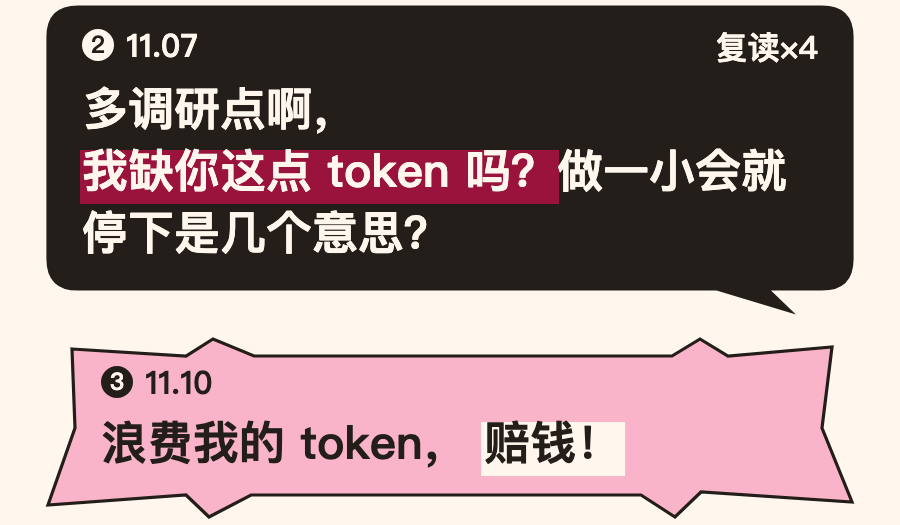 2 11.07 复读×4
多调研点啊，
我缺你这点 token 吗？做一小会就
停下是几个意思？
3 11.10
浪费我的 token， 赔钱！